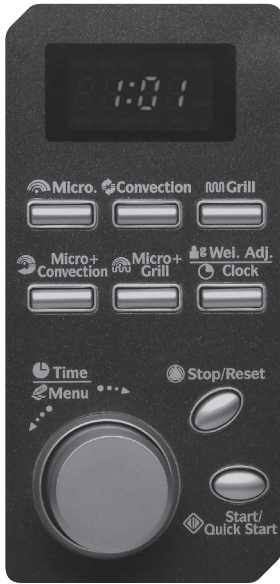 1:01
Micro. Convection Grill
Micro+ Convection
Micro+ Grill
g Wei. Adj.
Clock
Time
Menu
Stop/Reset
Start/
Quick Start